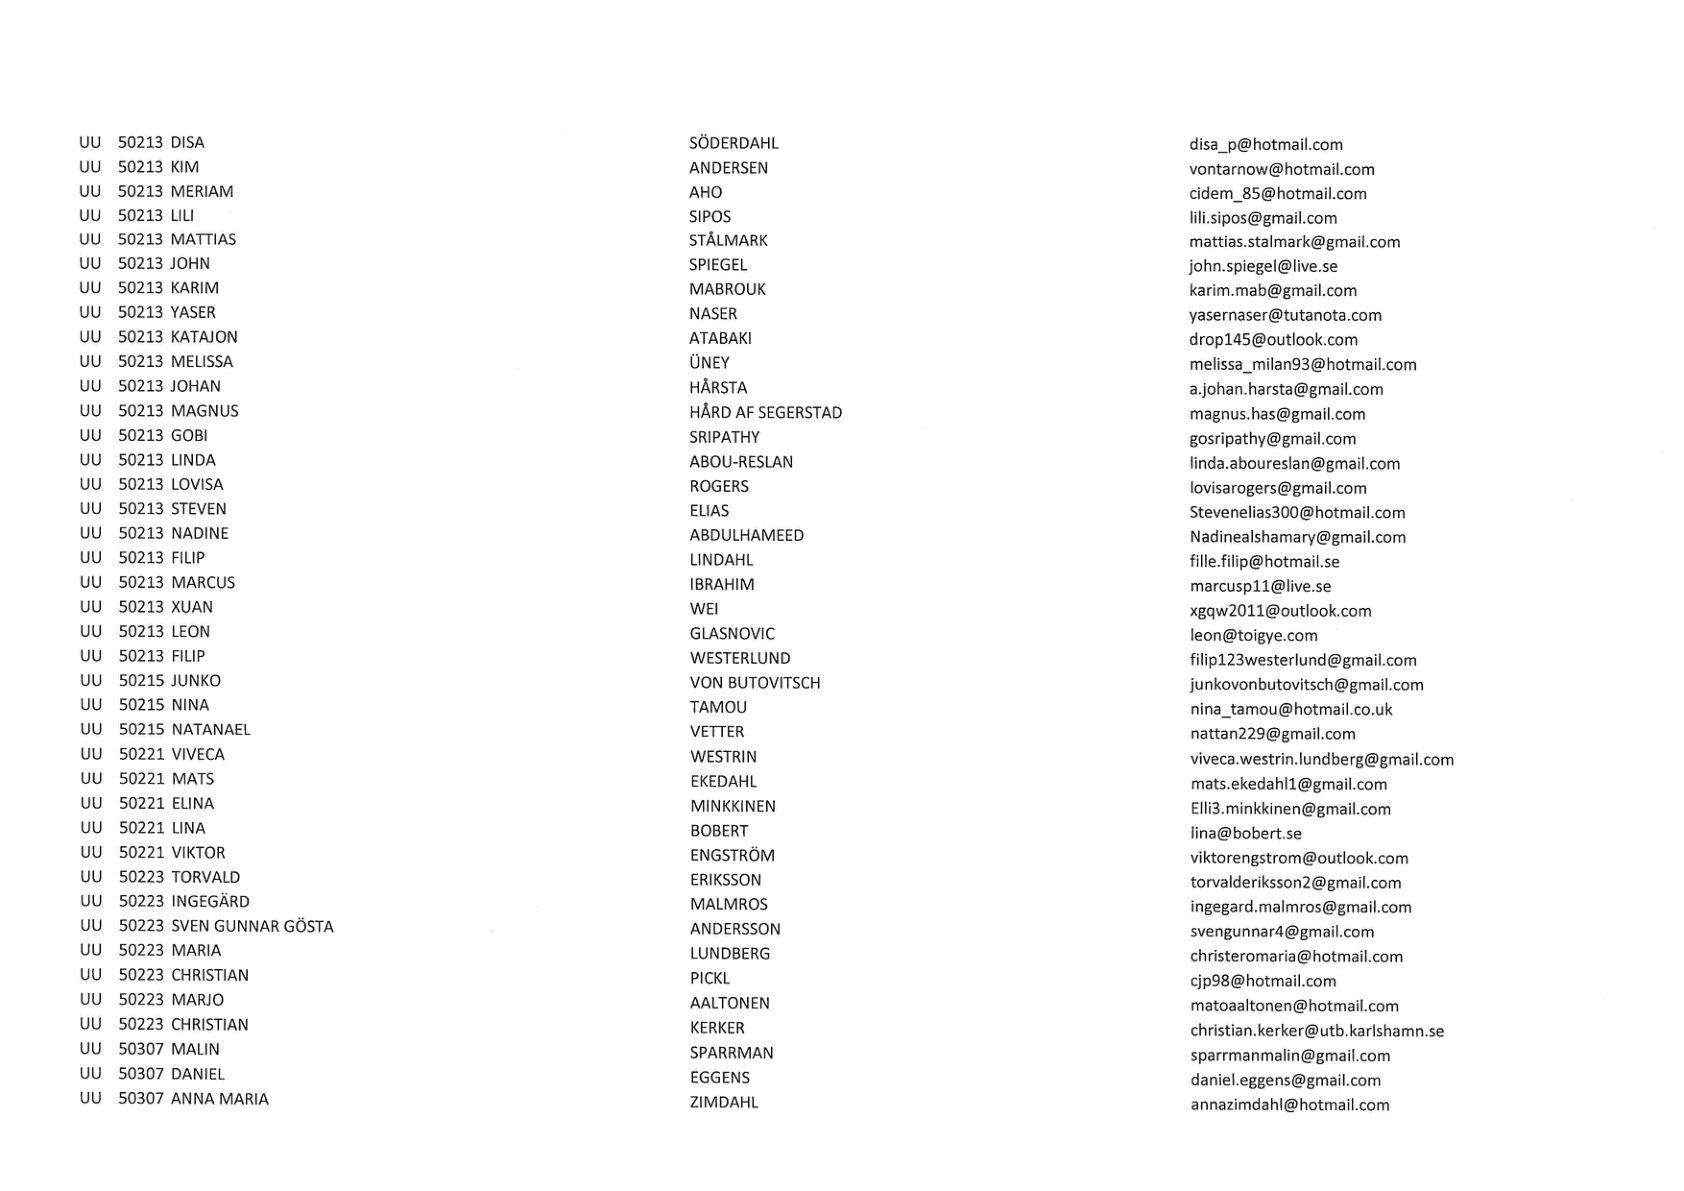 UU 50213 DISA SÖDERDAHL disa_p@hotmail.com
UU 50213 KIM ANDERSEN vontarnow@hotmail.com
UU 50213 MERIAM AHO cidem_85@hotmail.com
UU 50213 LILI SIPOS lili.sipos@gmail.com
UU 50213 MATTIAS STÅLMARK mattias.stalmark@gmail.com
UU 50213 JOHN SPIEGEL john.spiegel@live.se
UU 50213 KARIM MABROUK karim.mab@gmail.com
UU 50213 YASER NASER yasernaser@tutanota.com
UU 50213 KATAJON ATABAKI drop145@outlook.com
UU 50213 MELISSA ÜNEY melissa_milan93@hotmail.com
UU 50213 JOHAN HÅRSTA a.johan.harsta@gmail.com
UU 50213 MAGNUS HÅRD AF SEGERSTAD magnus.has@gmail.com
UU 50213 GOBI SRIPATHY gosripathy@gmail.com
UU 50213 LINDA ABOU-RESLAN linda.aboureslan@gmail.com
UU 50213 LOVISA ROGERS lovisarogers@gmail.com
UU 50213 STEVEN ELIAS Stevenelias300@hotmail.com
UU 50213 NADINE ABDULHAMEED Nadinealshamary@gmail.com
UU 50213 FILIP LINDAHL fille.filip@hotmail.se
UU 50213 MARCUS IBRAHIM marcusp11@live.se
UU 50213 XUAN WEI xgqw2011@outlook.com
UU 50213 LEON GLASNOVIC leon@toigye.com
UU 50213 FILIP WESTERLUND filip123westerlund@gmail.com
UU 50215 JUNKO VON BUTOVITSCH junkovonbutovitsch@gmail.com
UU 50215 NINA TAMOU nina_tamou@hotmail.co.uk
UU 50215 NATANAEL VETTER nattan229@gmail.com
UU 50221 VIVECA WESTRIN viveca.westrin.lundberg@gmail.com
UU 50221 MATS EKEDAHL mats.ekedahl1@gmail.com
UU 50221 ELINA MINKKINEN Elli3.minkkinen@gmail.com
UU 50221 LINA BOBERT lina@bobert.se
UU 50221 VIKTOR ENGSTRÖM viktorengstrom@outlook.com
UU 50223 TORVALD ERIKSSON torvalderiksson2@gmail.com
UU 50223 INGEGÄRD MALMROS ingegard.malmros@gmail.com
UU 50223 SVEN GUNNAR GÖSTA ANDERSSON svengunnar4@gmail.com
UU 50223 MARIA LUNDBERG christeromaria@hotmail.com
UU 50223 CHRISTIAN PICKL cjp98@hotmail.com
UU 50223 MARJO AALTONEN matoaaltonen@hotmail.com
UU 50223 CHRISTIAN KERKER christian.kerker@utb.karlshamn.se
UU 50307 MALIN SPARRMAN sparrmanmalin@gmail.com
UU 50307 DANIEL EGGENS daniel.eggens@gmail.com
UU 50307 ANNA MARIA ZIMDAHL annazimdahl@hotmail.com